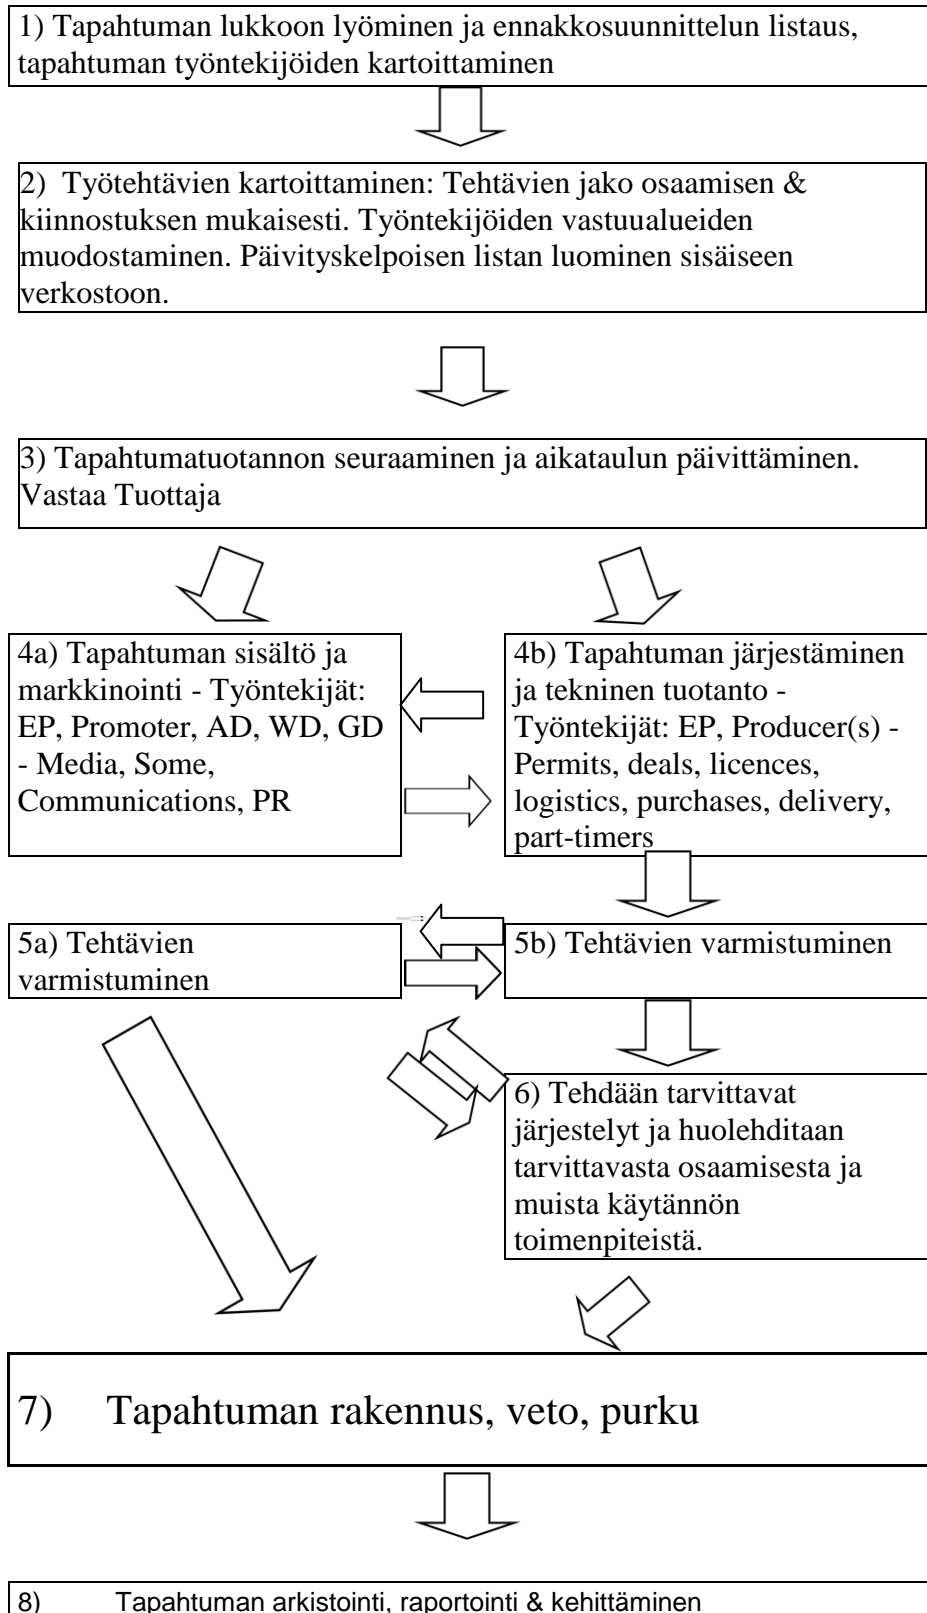 1) Tapahtuman lukkoon lyöminen ja ennakkosuunnittelun listaus,
tapahtuman työntekijöiden kartoittaminen
2) Työtehtävien kartoittaminen: Tehtävien jako osaamisen &
kiinnostuksen mukaisesti. Työntekijöiden vastuualueiden
muodostaminen. Päivityskelpoisen listan luominen sisäiseen
verkostoon.
3) Tapahtumatuotannon seuraaminen ja aikataulun päivittäminen.
Vastaa Tuottaja
4a) Tapahtuman sisältö ja
markkinointi - Työntekijät:
EP, Promoter, AD, WD, GD
- Media, Some,
Communications, PR
4b) Tapahtuman järjestäminen
ja tekninen tuotanto -
Työntekijät: EP, Producer(s) -
Permits, deals, licences,
logistics, purchases, delivery,
part-timers
5a) Tehtävien
varmistuminen
5b) Tehtävien varmistuminen
6) Tehdään tarvittavat
järjestelyt ja huolehditaan
tarvittavasta osaamisesta ja
muista käytännön
toimenpiteistä.
7) Tapahtuman rakennus, veto, purku
8) Tapahtuman arkistointi, raportointi & kehittäminen